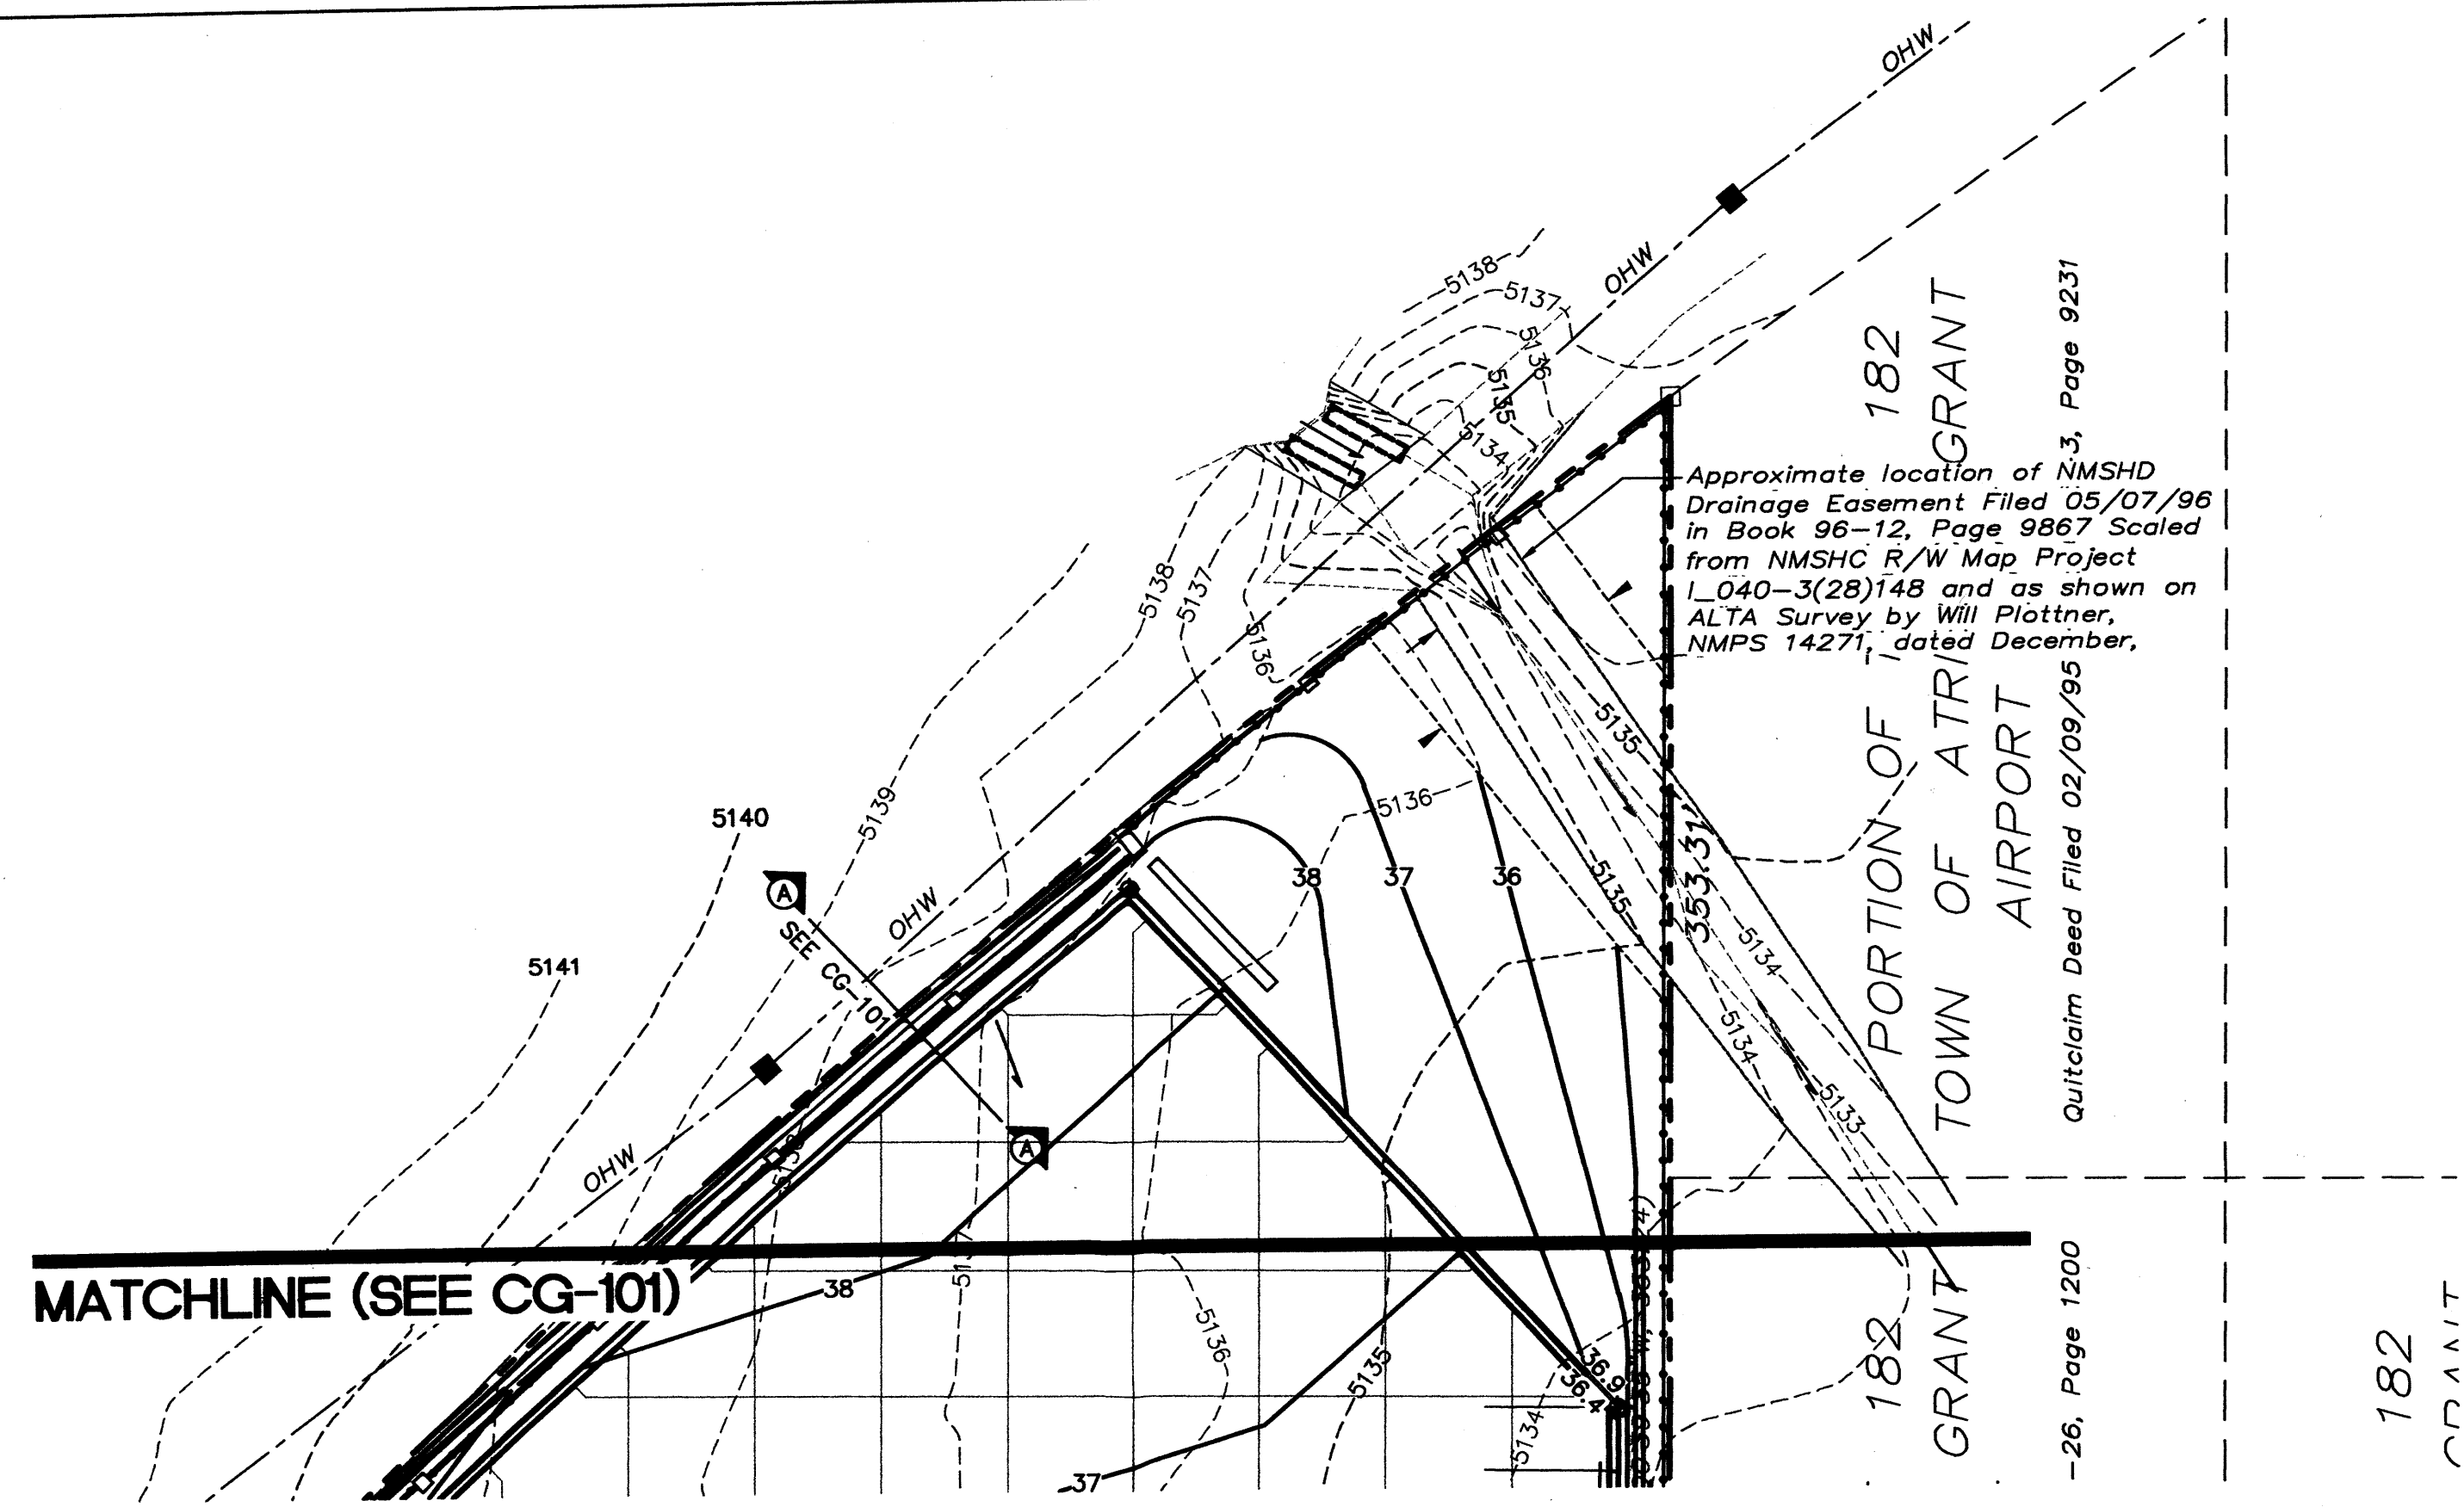 OHW
OHW
5138
5137
5136
5135
5134
182
GRANT
3, Page 9231
Approximate location of NMSHD
Drainage Easement Filed 05/07/96
in Book 96-12, Page 9867 Scaled
from NMSHC R/W Map Project
I_040-3(28)148 and as shown on
ALTA Survey by Will Plottner,
NMPS 14271, dated December,
5138
5137
5136
5139
5140
5141
A
SEE CG-101
OHW
OHW
A
5136
38
37
36
5135
5135
353.31'
5134
5134
5133
PORTION OF
TOWN OF ATRI
AIRPORT
Quitclaim Deed Filed 02/09/95
MATCHLINE (SEE CG-101)
38
5136
5135
5134
37
36.9
36.4
182
GRANT
-26, Page 1200
182